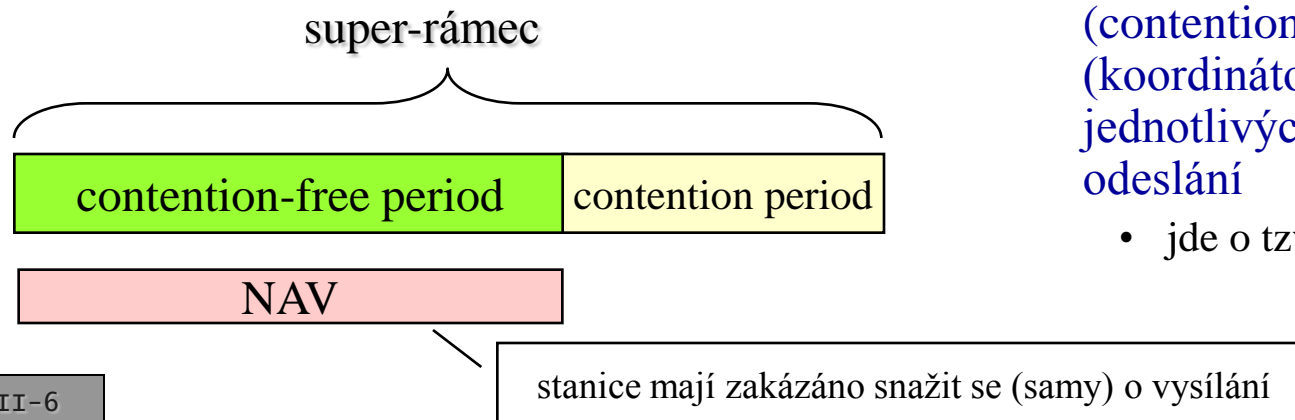 super-rámec
contention-free period
contention period
NAV
stanice mají zakázáno snažit se (samy) o vysílání
(contention
(koordináto
jednotlivýc
odeslání
• jde o tzv
II-6